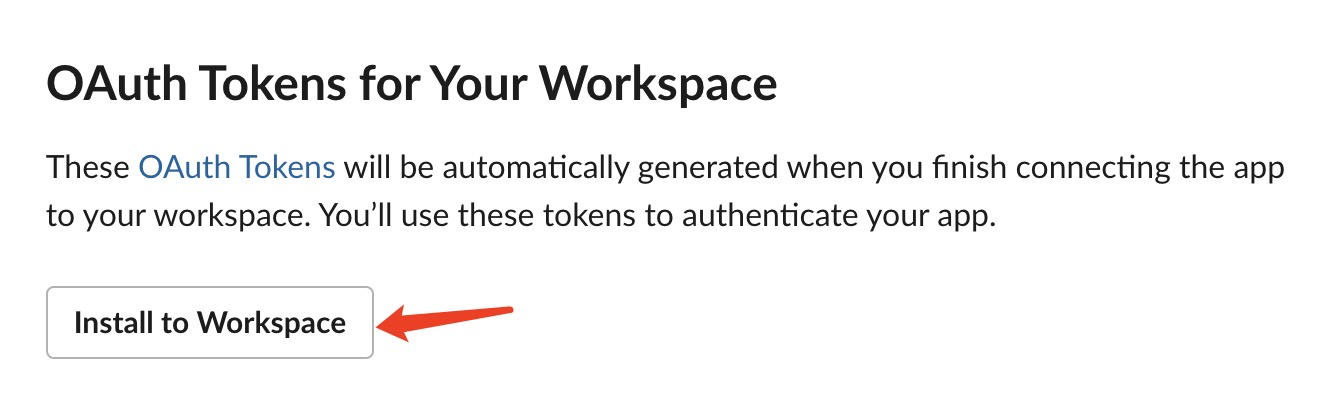 OAuth Tokens for Your Workspace
These OAuth Tokens will be automatically generated when you finish connecting the app
to your workspace. You’ll use these tokens to authenticate your app.
Install to Workspace